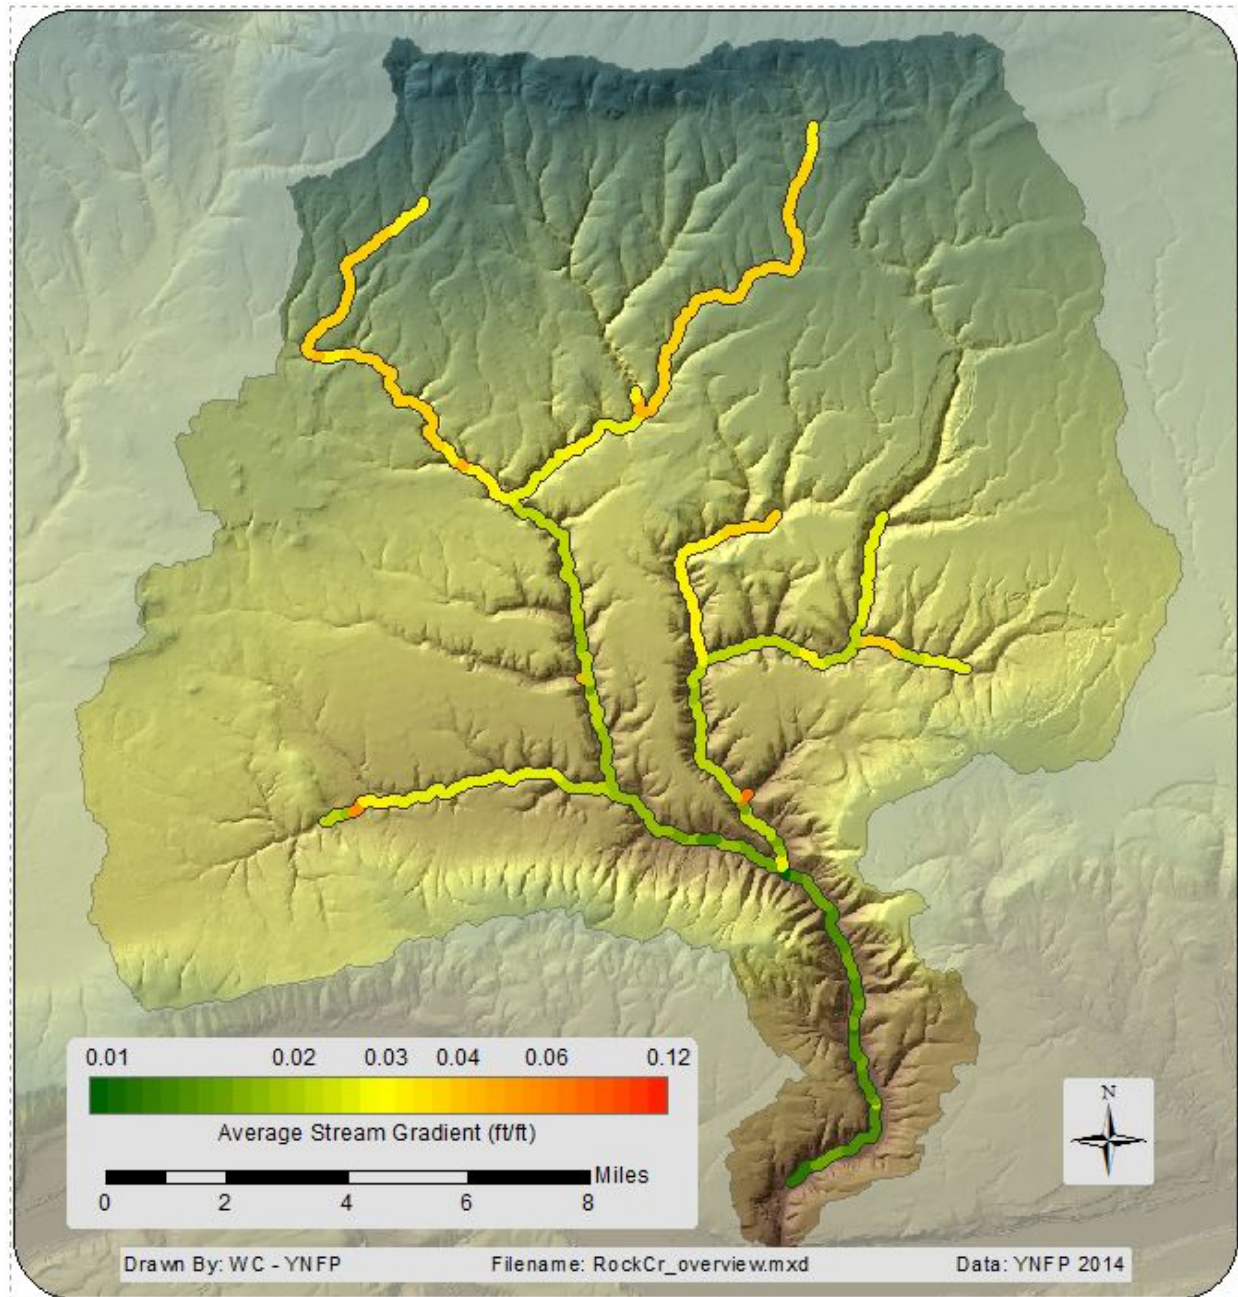 0.01 0.02 0.03 0.04 0.06 0.12
Average Stream Gradient (ft/ft)
Miles
0 2 4 6 8
N
Drawn By: WC - YNFP Filename: RockCr_overview.mxd Data: YNFP 2014